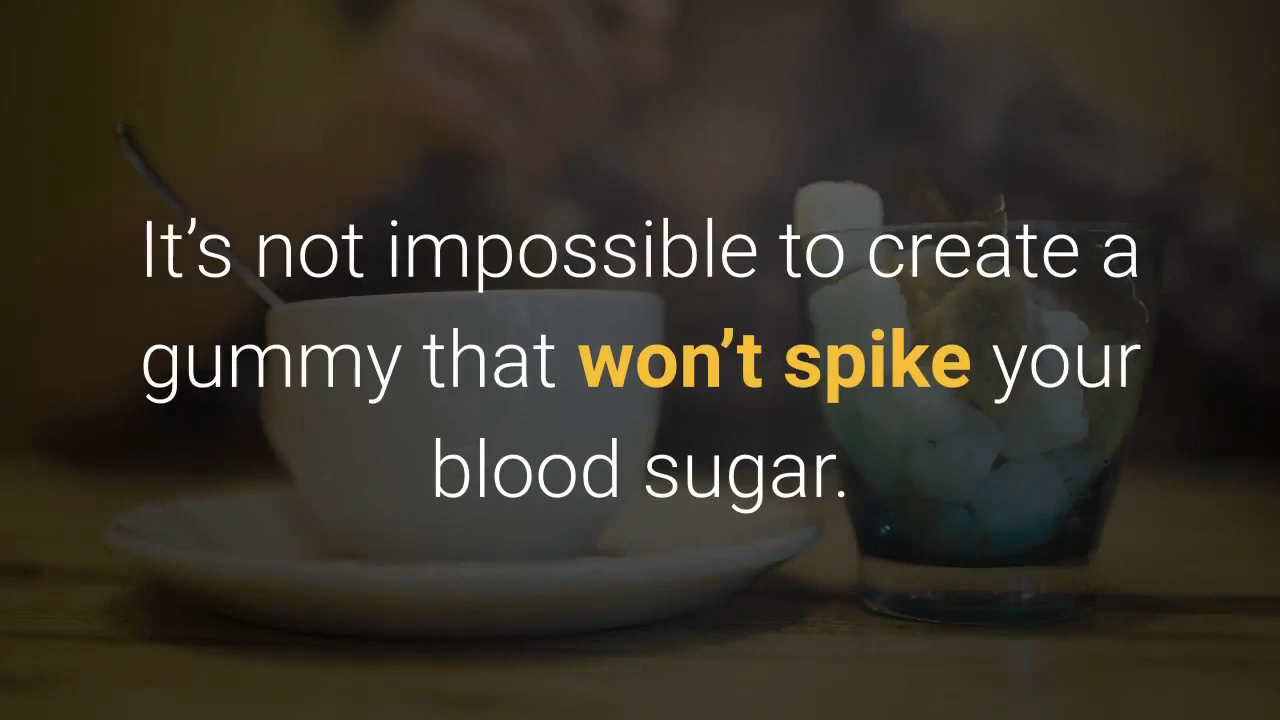 It’s not impossible to create a
gummy that won’t spike your
blood sugar.